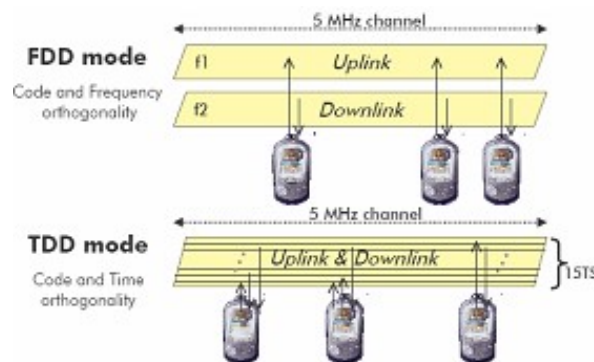 5 MHz channel
FDD mode
f1 Uplink
Code and Frequency
orthogonality
f2 Downlink
5 MHz channel
TDD mode
Uplink & Downlink
Code and Time
orthogonality
15TS